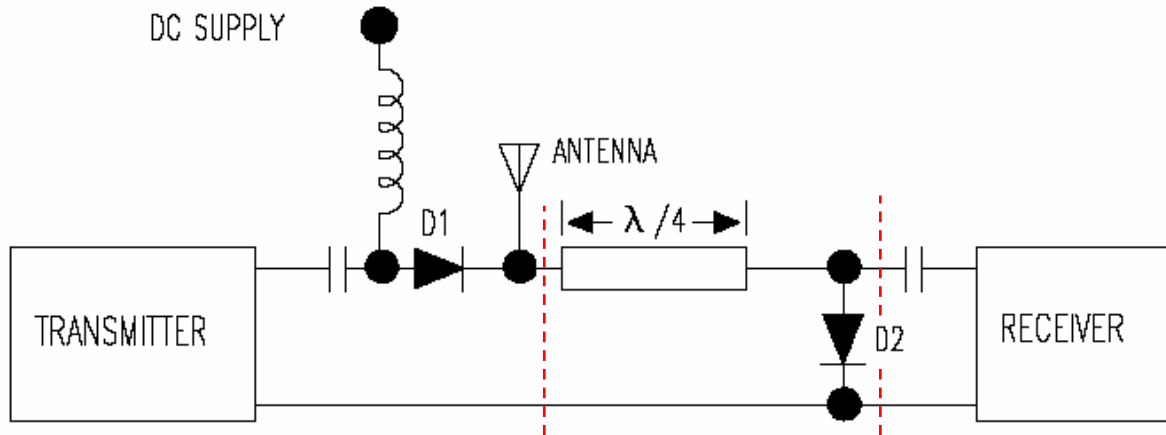 DC SUPPLY
ANTENNA
D1
λ /4
TRANSMITTER
D2
RECEIVER